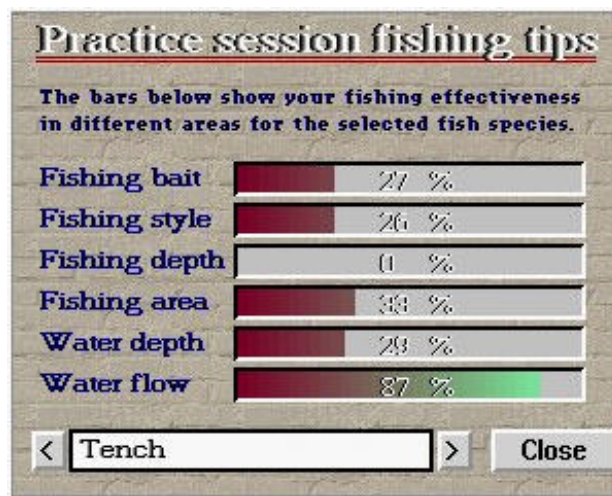 Practice session fishing tips
The bars below show your fishing effectiveness
in different areas for the selected fish species.
Fishing bait 27 %
Fishing style 26 %
Fishing depth 0 %
Fishing area 33 %
Water depth 29 %
Water flow 87 %
< Tench > Close